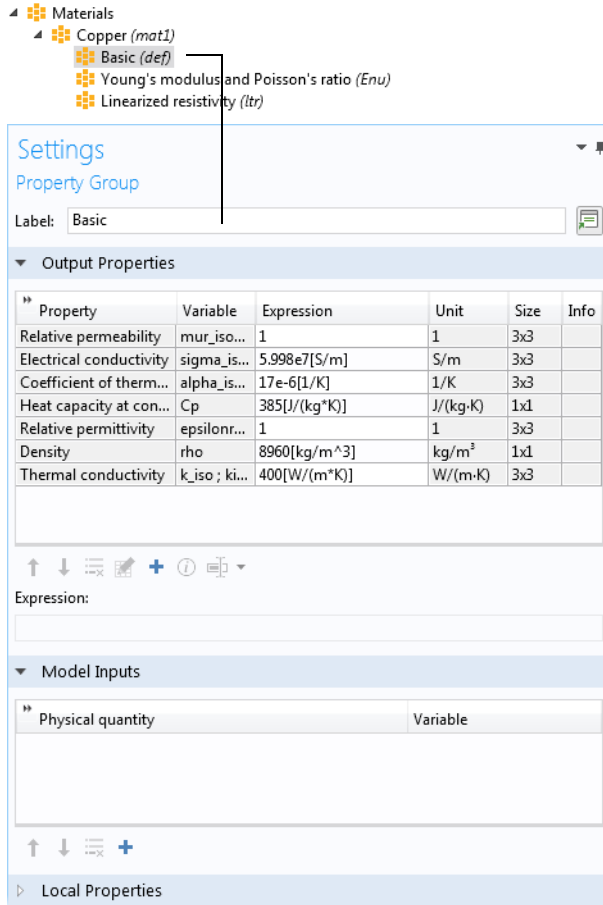 Materials
Copper (mat1)
Basic (def)
Young's modulus and Poisson's ratio (Enu)
Linearized resistivity (ltr)
Settings
Property Group
Label: Basic
Output Properties
Property Variable Expression Unit Size Info
Relative permeability mur_iso... 1 1 3x3
Electrical conductivity sigma_is... 5.998e7[S/m] S/m 3x3
Coefficient of therm... alpha_is... 17e-6[1/K] 1/K 3x3
Heat capacity at con... Cp 385[J/(kg*K)] J/(kg·K) 1x1
Relative permittivity epsilonr... 1 1 3x3
Density rho 8960[kg/m^3] kg/m³ 1x1
Thermal conductivity k_iso ; ki... 400[W/(m*K)] W/(m·K) 3x3
Expression:
Model Inputs
Physical quantity Variable
Local Properties